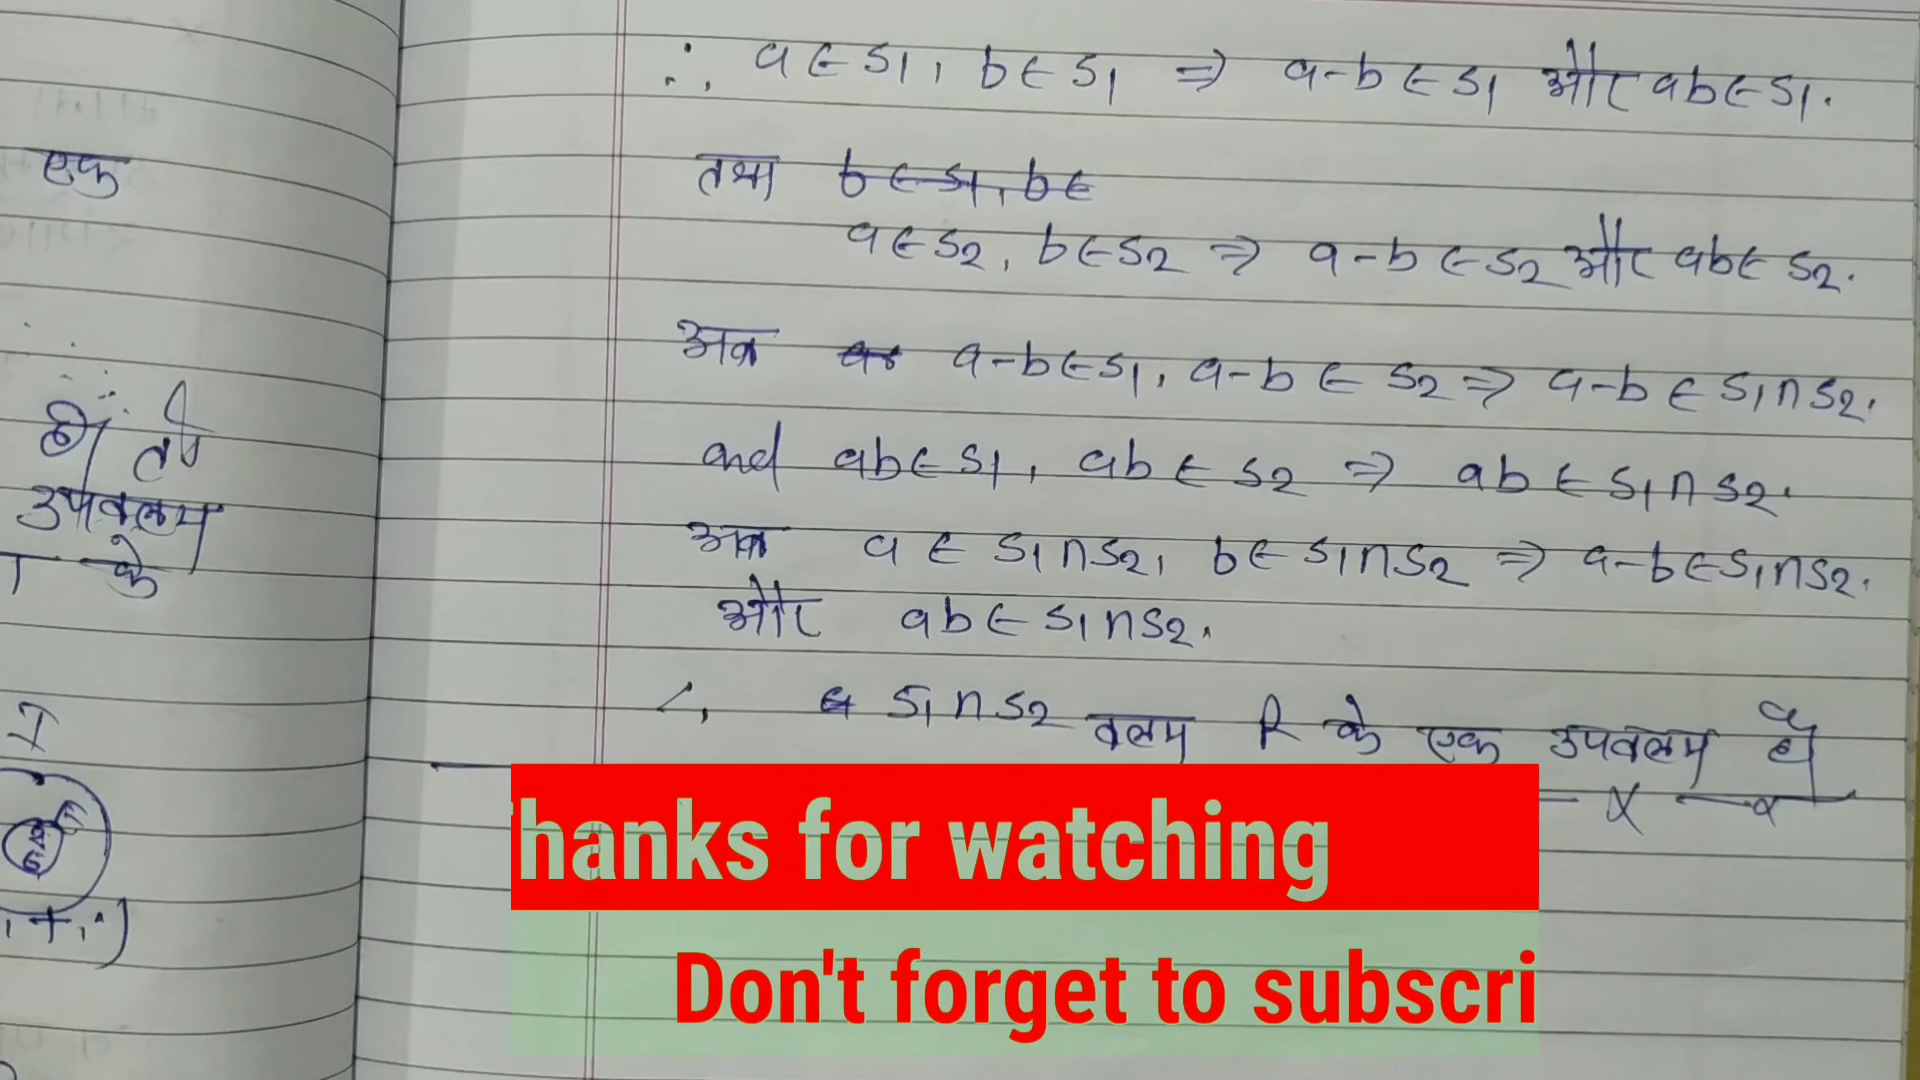 एक
तो
उपवलय
के
I
∴ a ∈ S1, b ∈ S1 ⇒ a-b ∈ S1 और ab ∈ S1.
तथा b ∈ S1, b ∈
a ∈ S2, b ∈ S2 ⇒ a-b ∈ S2 और ab ∈ S2.
अब a-b ∈ S1, a-b ∈ S2 ⇒ a-b ∈ S1 ∩ S2.
and ab ∈ S1, ab ∈ S2 ⇒ ab ∈ S1 ∩ S2.
अब a ∈ S1 ∩ S2, b ∈ S1 ∩ S2 ⇒ a-b ∈ S1 ∩ S2.
और ab ∈ S1 ∩ S2.
∴ S1 ∩ S2 वलय R के एक उपवलय है
Thanks for watching
Don't forget to subscri